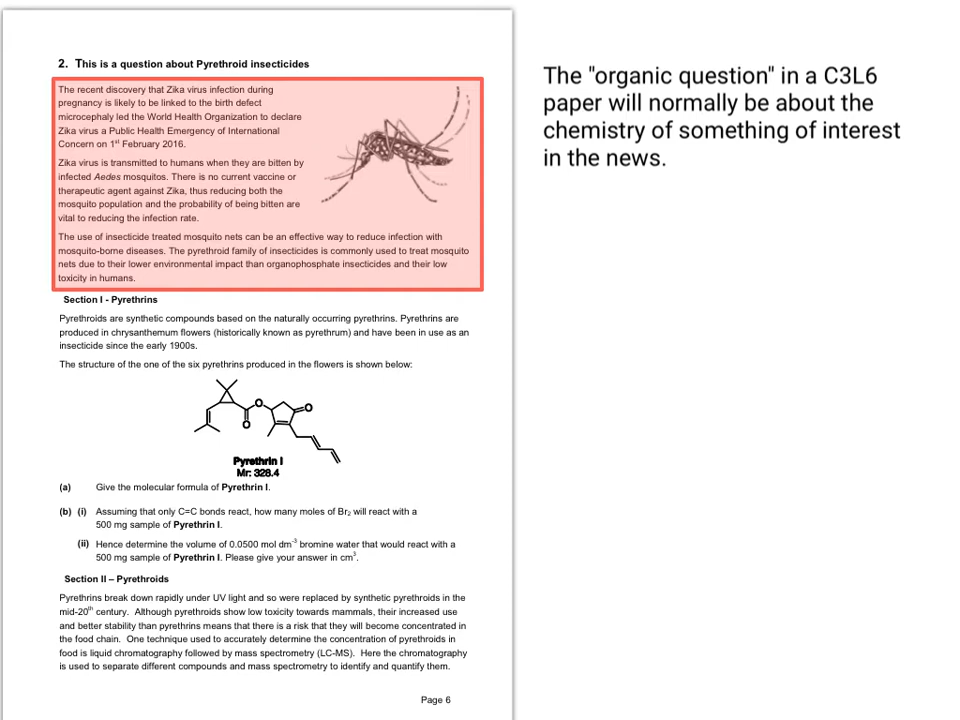 2. This is a question about Pyrethroid insecticides
The recent discovery that Zika virus infection during
pregnancy is likely to be linked to the birth defect
microcephaly led the World Health Organization to declare
Zika virus a Public Health Emergency of International
Concern on 1st February 2016.
Zika virus is transmitted to humans when they are bitten by
infected Aedes mosquitos. There is no current vaccine or
therapeutic agent against Zika, thus reducing both the
mosquito population and the probability of being bitten are
vital to reducing the infection rate.
The use of insecticide treated mosquito nets can be an effective way to reduce infection with
mosquito-borne diseases. The pyrethroid family of insecticides is commonly used to treat mosquito
nets due to their lower environmental impact than organophosphate insecticides and their low
toxicity in humans.
Section I - Pyrethrins
Pyrethroids are synthetic compounds based on the naturally occurring pyrethrins. Pyrethrins are
produced in chrysanthemum flowers (historically known as pyrethrum) and have been in use as an
insecticide since the early 1900s.
The structure of the one of the six pyrethrins produced in the flowers is shown below:
O
O
O
Pyrethrin I
Mr: 328.4
(a) Give the molecular formula of Pyrethrin I.
(b) (i) Assuming that only C=C bonds react, how many moles of Br2 will react with a
500 mg sample of Pyrethrin I.
(ii) Hence determine the volume of 0.0500 mol dm-3 bromine water that would react with a
500 mg sample of Pyrethrin I. Please give your answer in cm3.
Section II – Pyrethroids
Pyrethrins break down rapidly under UV light and so were replaced by synthetic pyrethroids in the
mid-20th century. Although pyrethroids show low toxicity towards mammals, their increased use
and better stability than pyrethrins means that there is a risk that they will become concentrated in
the food chain. One technique used to accurately determine the concentration of pyrethroids in
food is liquid chromatography followed by mass spectrometry (LC-MS). Here the chromatography
is used to separate different compounds and mass spectrometry to identify and quantify them.
Page 6
The "organic question" in a C3L6
paper will normally be about the
chemistry of something of interest
in the news.